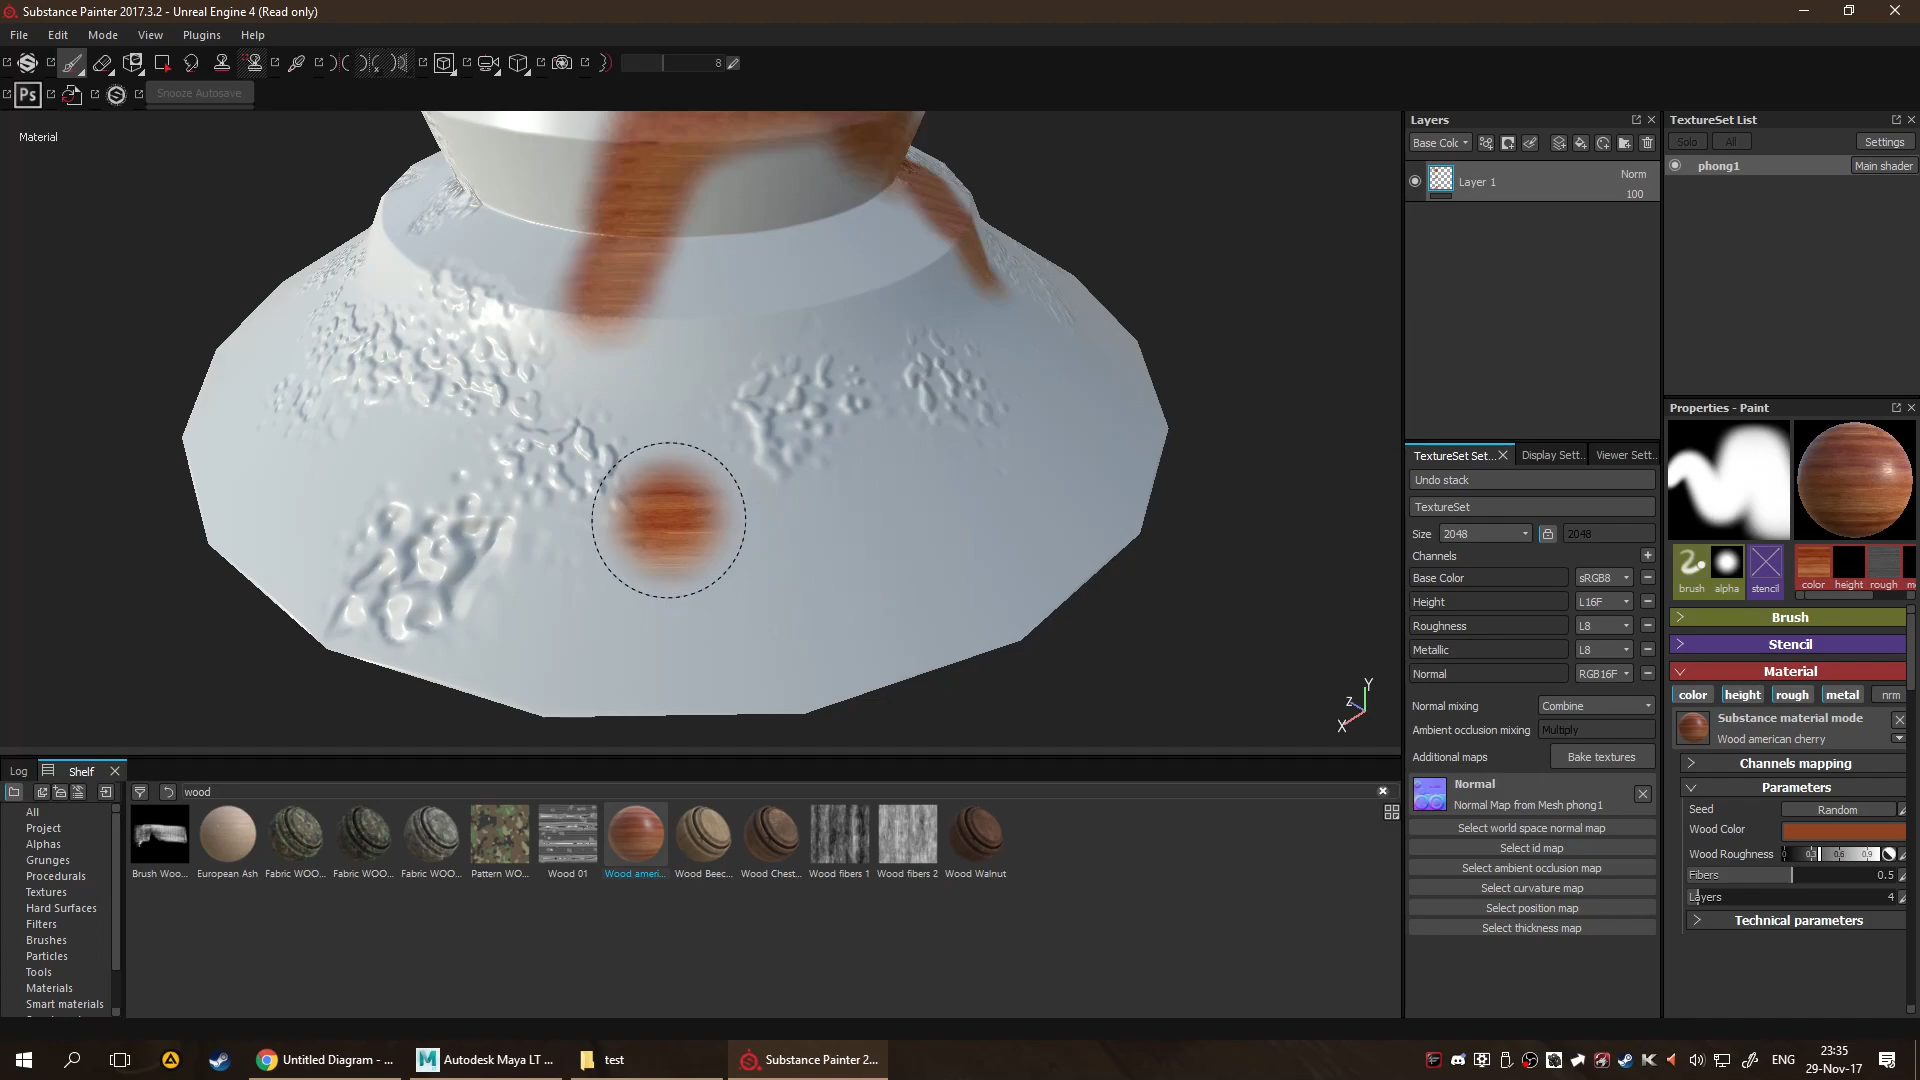 Substance Painter 2017.3.2 - Unreal Engine 4 (Read only)
File Edit Mode View Plugins Help
8
Ps Snooze Autosave
Material
Y
Z
X
Layers
Base Colc
Layer 1
Norm
100
TextureSet List
Solo All Settings
phong1 Main shader
TextureSet Set... Display Sett.. Viewer Sett..
Undo stack
TextureSet
Size 2048 2048
Channels
Base Color sRGB8
Height L16F
Roughness L8
Metallic L8
Normal RGB16F
Normal mixing Combine
Ambient occlusion mixing Multiply
Additional maps Bake textures
Normal
Normal Map from Mesh phong1
Select world space normal map
Select id map
Select ambient occlusion map
Select curvature map
Select position map
Select thickness map
Properties - Paint
brush alpha stencil color height rough m
Brush
Stencil
Material
color height rough metal nrm
Substance material mode
Wood american cherry
Channels mapping
Parameters
Seed Random
Wood Color
Wood Roughness 0.3 0.6 0.9
Fibers 0.5
Layers 4
Technical parameters
Log Shelf
wood
All
Project
Alphas
Grunges
Procedurals
Textures
Hard Surfaces
Filters
Brushes
Particles
Tools
Materials
Smart materials
Brush Woo... European Ash Fabric WOO... Fabric WOO... Fabric WOO... Pattern WO... Wood 01 Wood ameri... Wood Beec... Wood Chest... Wood fibers 1 Wood fibers 2 Wood Walnut
Untitled Diagram - ... Autodesk Maya LT ... test Substance Painter 2...
ENG
23:35
29-Nov-17